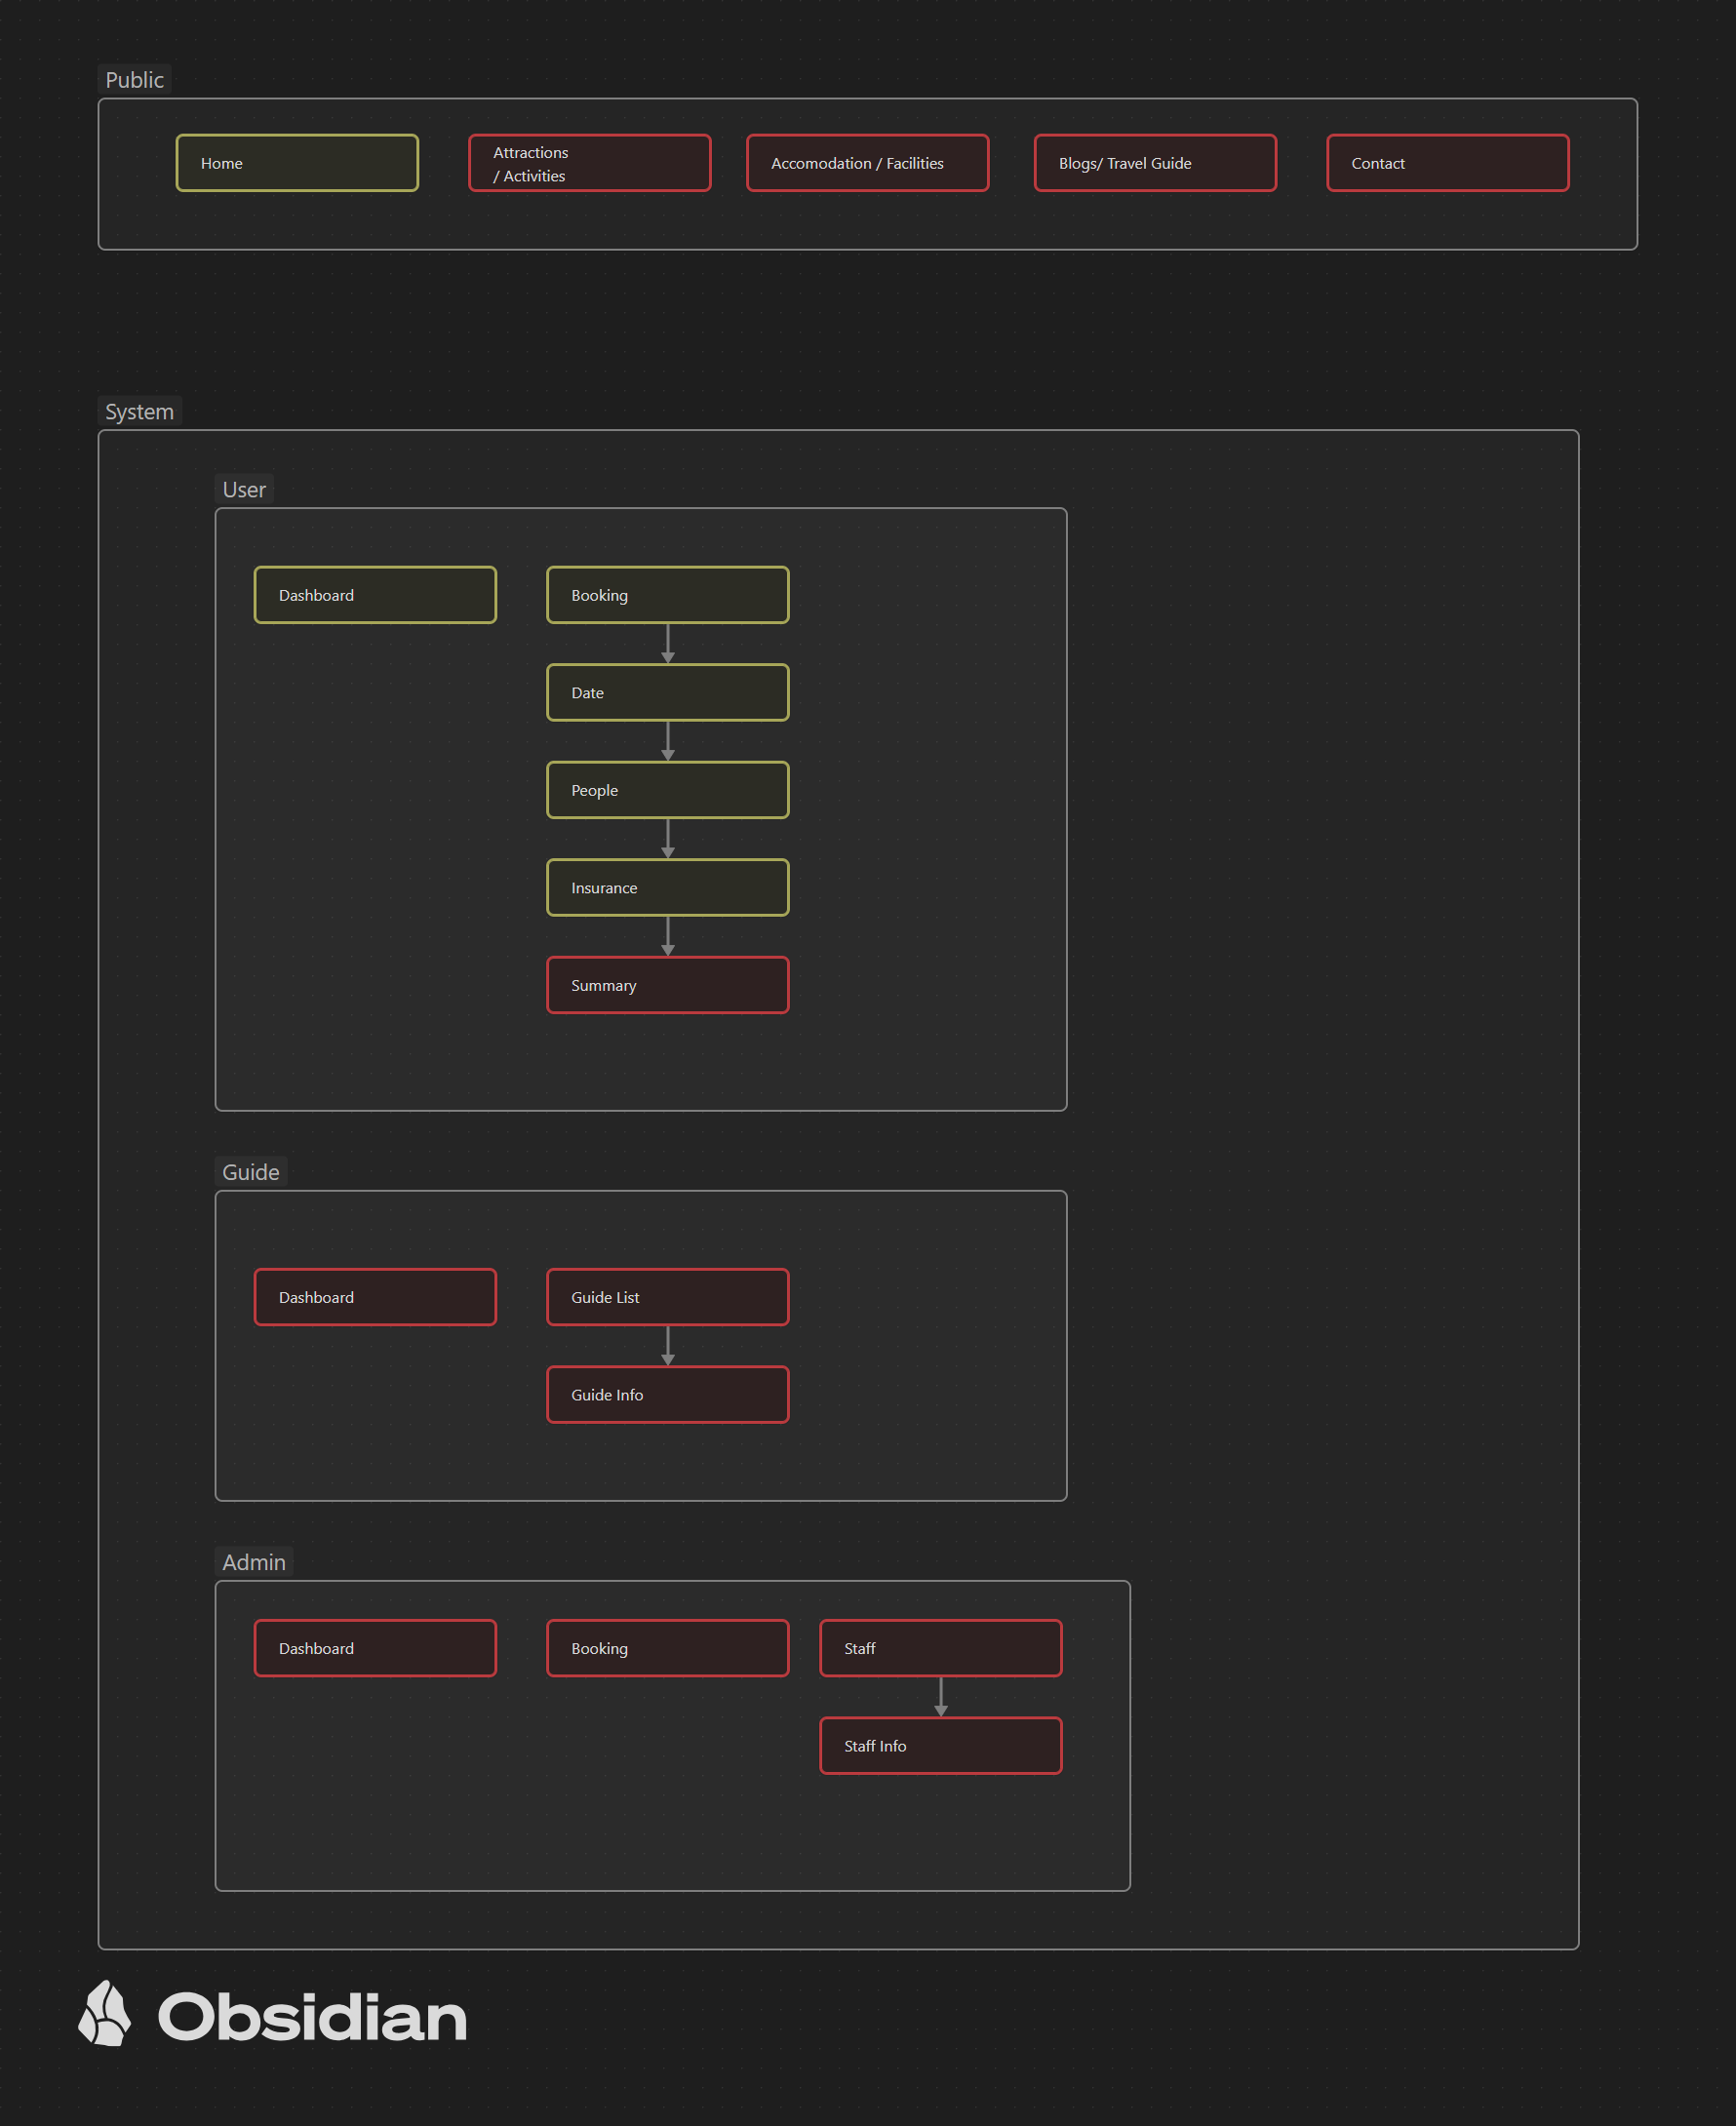 Public
Home
Attractions
/ Activities
Accomodation / Facilities
Blogs/ Travel Guide
Contact
System
User
Dashboard
Booking
Date
People
Insurance
Summary
Guide
Dashboard
Guide List
Guide Info
Admin
Dashboard
Booking
Staff
Staff Info
Obsidian